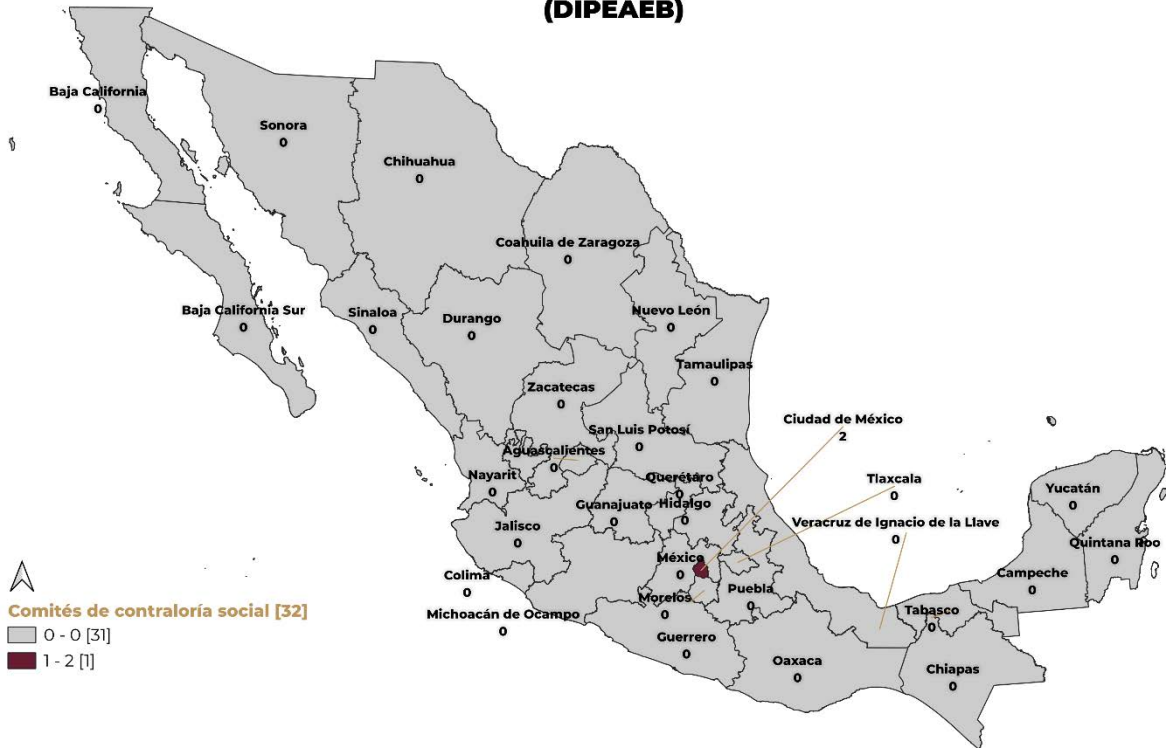 (DIPEAEB)
Baja California
0
Sonora
0
Chihuahua
0
Coahuila de Zaragoza
0
Baja California Sur
0
Sinaloa
0
Durango
0
Nuevo León
0
Tamaulipas
0
Zacatecas
0
San Luis Potosí
0
Ciudad de México
2
Aguascalientes
0
Nayarit
0
Querétaro
0
Tlaxcala
0
Yucatán
0
Guanajuato
0
Hidalgo
0
Jalisco
0
Veracruz de Ignacio de la Llave
0
Quintana Roo
0
México
0
Campeche
0
Colima
0
Puebla
0
Morelos
0
Michoacán de Ocampo
0
Tabasco
0
Guerrero
0
Oaxaca
0
Chiapas
0
Comités de contraloría social [32]
0 - 0 [31]
1 - 2 [1]